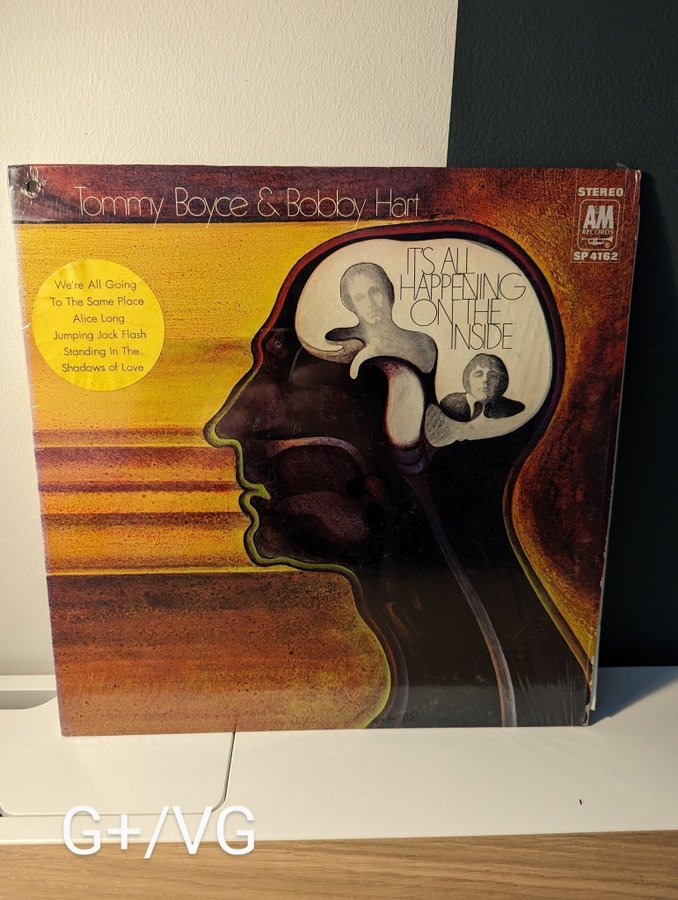 Tommy Boyce & Bobby Hart
STEREO
A&M
RECORDS
SP 4162
IT'S ALL
HAPPENING
ON THE
INSIDE
We're All Going
To The Same Place
Alice Long
Jumping Jack Flash
Standing In The
Shadows of Love
G+/VG